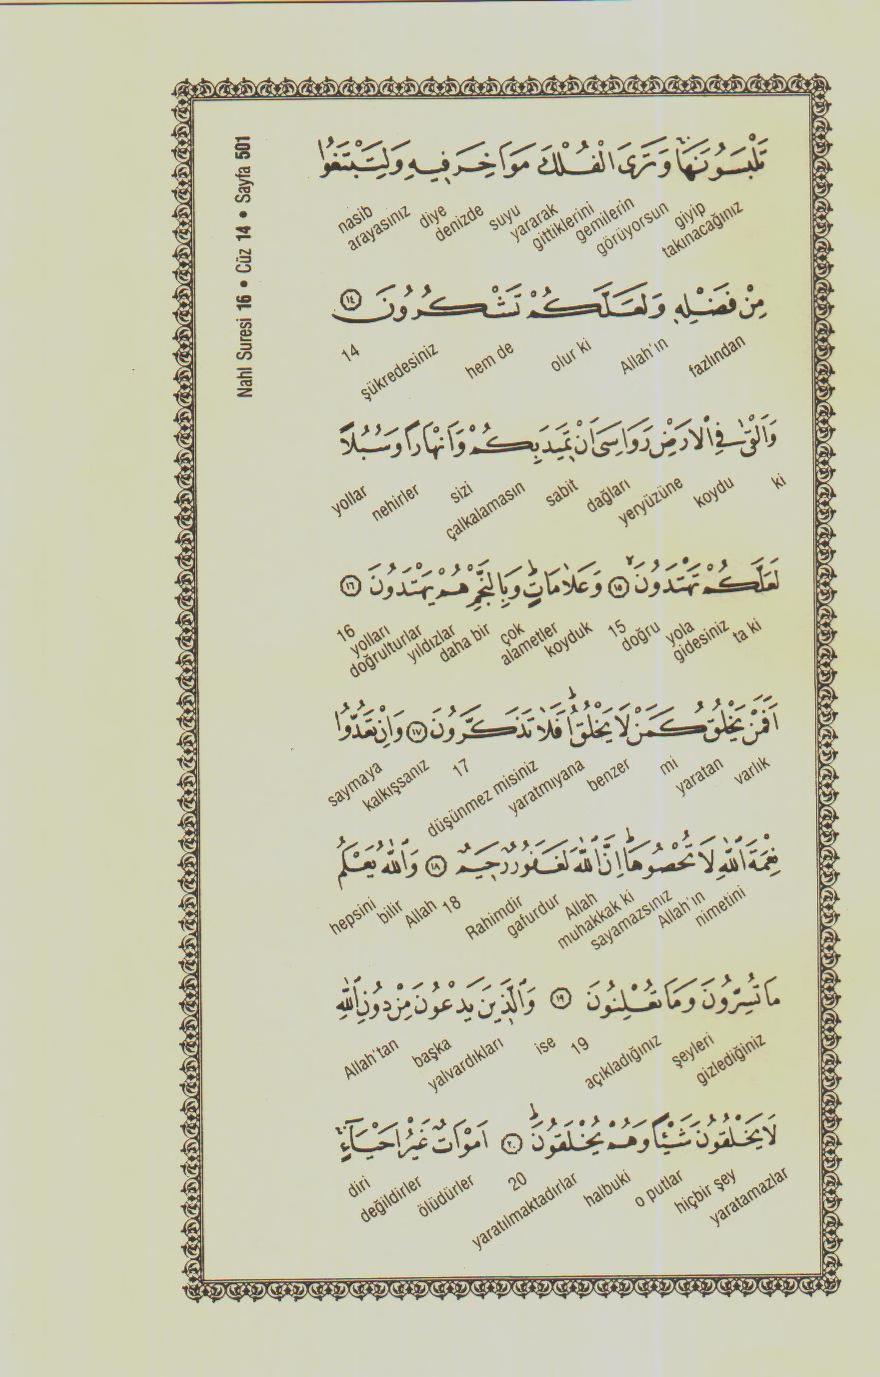 Nahl Suresi 16 • Cüz 14 • Sayfa 501
تَلْبَسُونَهَاۚ وَتَرَى الْفُلْكَ مَوَاخِرَ فٖيهِ وَلِتَبْتَغُوا
giyip takınacağınız görüyorsun gemilerin gittiklerini yararak suyu denizde diye arayasınız nasib
مِنْ فَضْلِهٖ وَلَعَلَّكُمْ تَشْكُرُونَ ﴿١٤﴾
fazlından Allah'ın olur ki hem de şükredesiniz 14
وَاَلْقٰى فِي الْاَرْضِ رَوَاسِيَ اَنْ تَمٖيدَ بِكُمْ وَاَنْهَارًا وَسُبُلًا
ki koydu yeryüzüne dağları sabit çalkalamasın sizi nehirler yollar
لَعَلَّكُمْ تَهْتَدُونَۙ ﴿١٥﴾ وَعَلَامَاتٍؕ وَبِالنَّجْمِ هُمْ يَهْتَدُونَ ﴿١٦﴾
ta ki gidesiniz yola doğru 15 koyduk alametler çok daha bir yıldızlar doğrulturlar yolları 16
اَفَمَنْ يَخْلُقُ كَمَنْ لَا يَخْلُقُؕ اَفَلَا تَذَكَّرُونَ ﴿١٧﴾ وَاِنْ تَعُدُّوا
varlık yaratan mi benzer yaratmıyana düşünmez misiniz 17 kalkışsanız saymaya
نِعْمَةَ اللّٰهِ لَا تُحْصُوهَاؕ اِنَّ اللّٰهَ لَغَفُورٌ رَحٖيمٌ ﴿١٨﴾ وَاللّٰهُ يَعْلَمُ
nimetini Allah'ın sayamazsınız muhakkak ki Allah gafurdur Rahimdir 18 Allah bilir hepsini
مَا تُسِرُّونَ وَمَا تُعْلِنُونَ ﴿١٩﴾ وَالَّذٖينَ يَدْعُونَ مِنْ دُونِ اللّٰهِ
gizlediğiniz şeyleri açıkladığınız 19 ise yalvardıkları başka Allah'tan
لَا يَخْلُقُونَ شَيْـًٔا وَهُمْ يُخْلَقُونَؕ ﴿٢٠﴾ اَمْوَاتٌ غَيْرُ اَحْيَٓاءٍۚ
yaratamazlar hiçbir şey o putlar halbuki yaratılmaktadırlar 20 ölüdürler değildirler diri